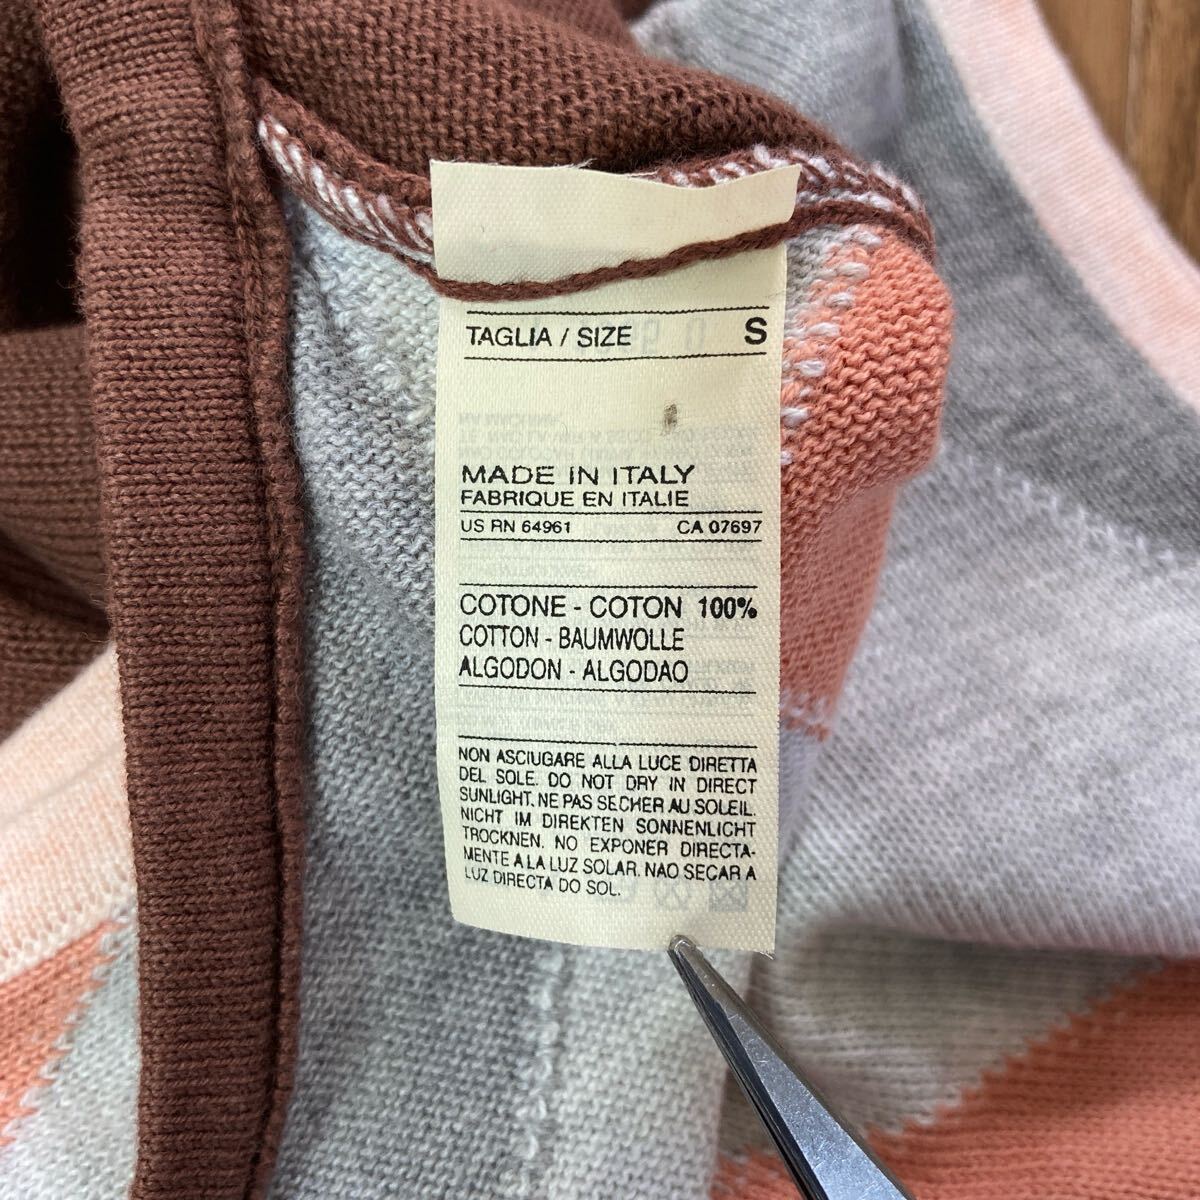 TAGLIA / SIZE S
MADE IN ITALY
FABRIQUE EN ITALIE
US RN 64961 CA 07697
COTONE - COTON 100%
COTTON - BAUMWOLLE
ALGODON - ALGODAO
NON ASCIUGARE ALLA LUCE DIRETTA
DEL SOLE. DO NOT DRY IN DIRECT
SUNLIGHT. NE PAS SECHER AU SOLEIL.
NICHT IM DIREKTEN SONNENLICHT
TROCKNEN. NO EXPONER DIRECTA-
MENTE A LA LUZ SOLAR. NAO SECAR A
LUZ DIRECTA DO SOL.